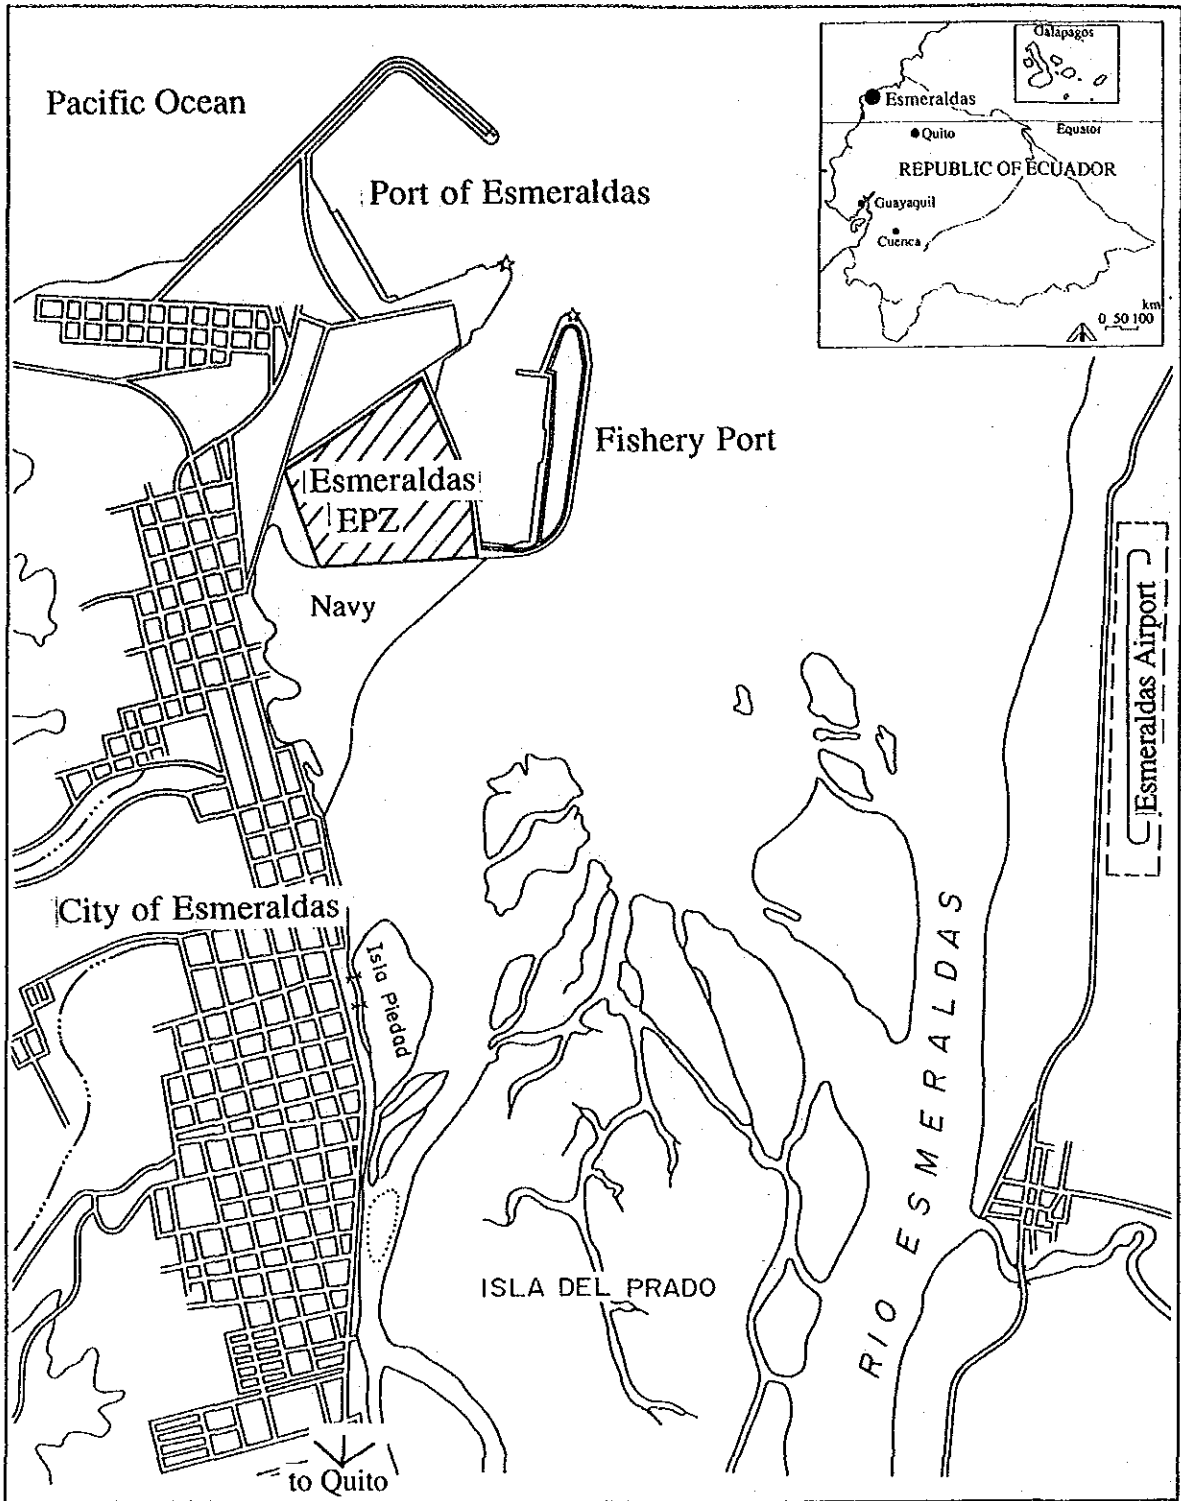 Pacific Ocean
Port of Esmeraldas
Galapagos
Esmeraldas
Equator
Quito
REPUBLIC OF ECUADOR
Guayaquil
Cuenca
km
0 50 100
Fishery Port
Esmeraldas
EPZ
Navy
Esmeraldas Airport
City of Esmeraldas
Isla Piedad
RIO ESMERALDAS
ISLA DEL PRADO
to Quito